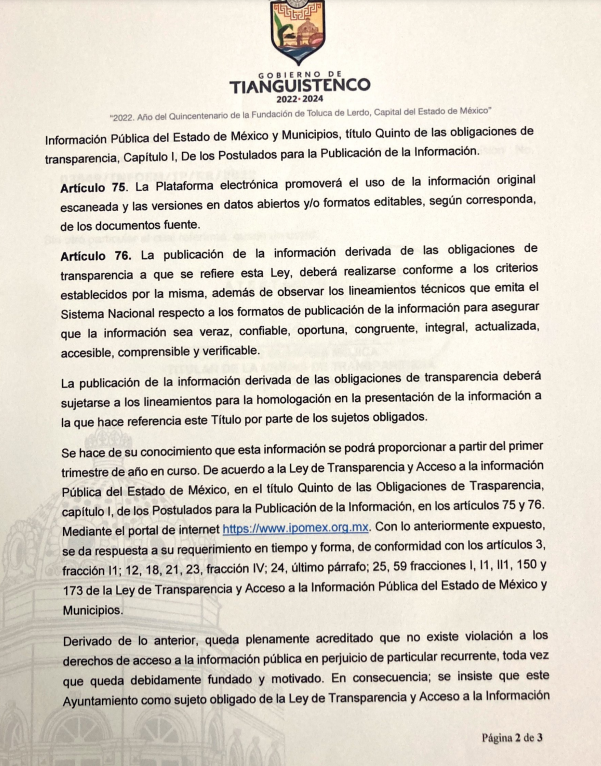 GOBIERNO DE
TIANGUISTENCO
2022-2024
"2022. Año del Quincentenario de la Fundación de Toluca de Lerdo, Capital del Estado de México"
Información Pública del Estado de México y Municipios, título Quinto de las obligaciones de
transparencia, Capítulo I, De los Postulados para la Publicación de la Información.
Artículo 75. La Plataforma electrónica promoverá el uso de la información original
escaneada y las versiones en datos abiertos y/o formatos editables, según corresponda,
de los documentos fuente.
Artículo 76. La publicación de la información derivada de las obligaciones de
transparencia a que se refiere esta Ley, deberá realizarse conforme a los criterios
establecidos por la misma, además de observar los lineamientos técnicos que emita el
Sistema Nacional respecto a los formatos de publicación de la información para asegurar
que la información sea veraz, confiable, oportuna, congruente, integral, actualizada,
accesible, comprensible y verificable.
La publicación de la información derivada de las obligaciones de transparencia deberá
sujetarse a los lineamientos para la homologación en la presentación de la información a
la que hace referencia este Título por parte de los sujetos obligados.
Se hace de su conocimiento que esta información se podrá proporcionar a partir del primer
trimestre de año en curso. De acuerdo a la Ley de Transparencia y Acceso a la información
Pública del Estado de México, en el título Quinto de las Obligaciones de Trasparencia,
capítulo I, de los Postulados para la Publicación de la Información, en los artículos 75 y 76.
Mediante el portal de internet https://www.ipomex.org.mx. Con lo anteriormente expuesto,
se da respuesta a su requerimiento en tiempo y forma, de conformidad con los artículos 3,
fracción I1; 12, 18, 21, 23, fracción IV; 24, último párrafo; 25, 59 fracciones I, I1, II1, 150 y
173 de la Ley de Transparencia y Acceso a la Información Pública del Estado de México y
Municipios.
Derivado de lo anterior, queda plenamente acreditado que no existe violación a los
derechos de acceso a la información pública en perjuicio de particular recurrente, toda vez
que queda debidamente fundado y motivado. En consecuencia; se insiste que este
Ayuntamiento como sujeto obligado de la Ley de Transparencia y Acceso a la Información
Página 2 de 3